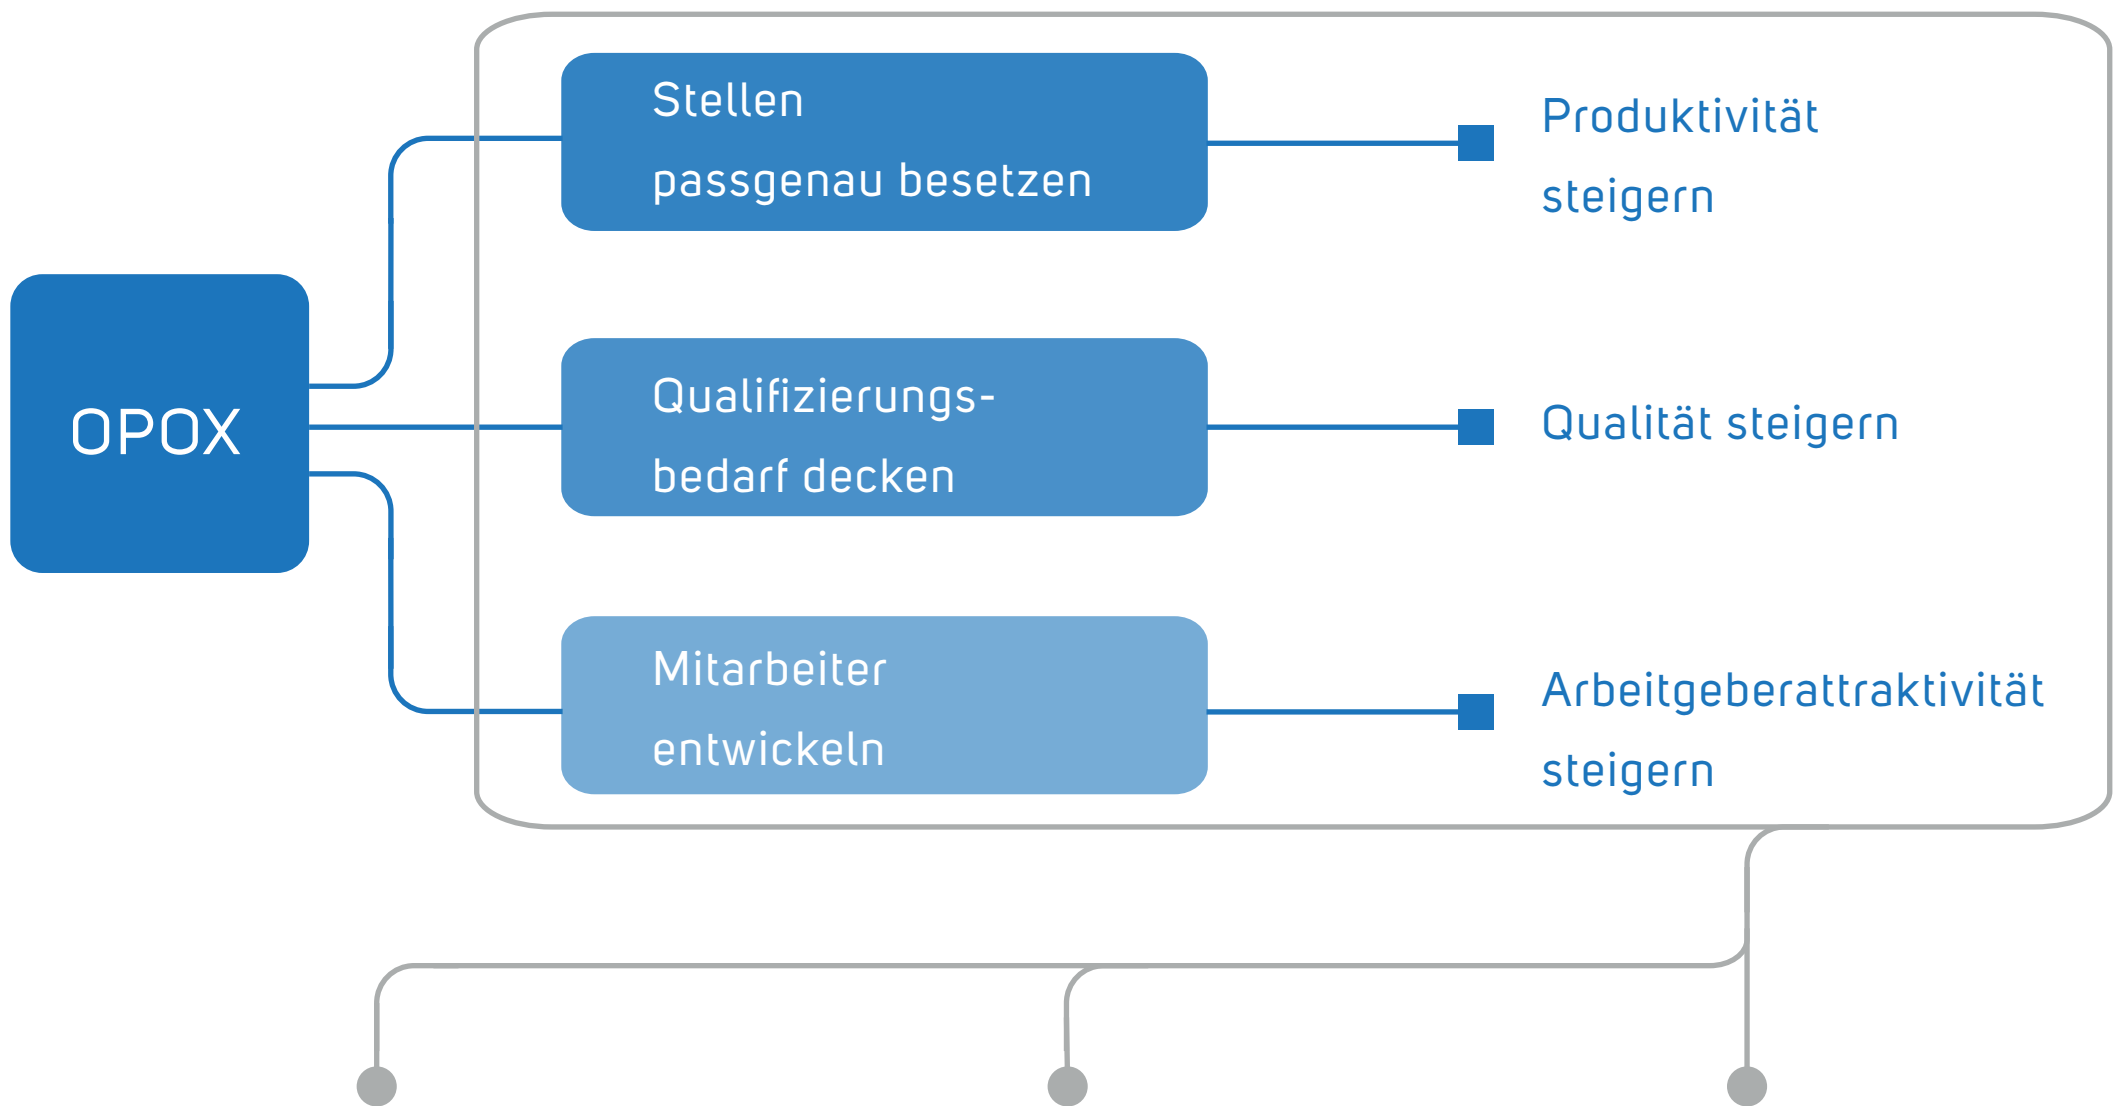 OPOX
Stellen
passgenau besetzen
Produktivität
steigern
Qualifizierungs-
bedarf decken
Qualität steigern
Mitarbeiter
entwickeln
Arbeitgeberattraktivität
steigern